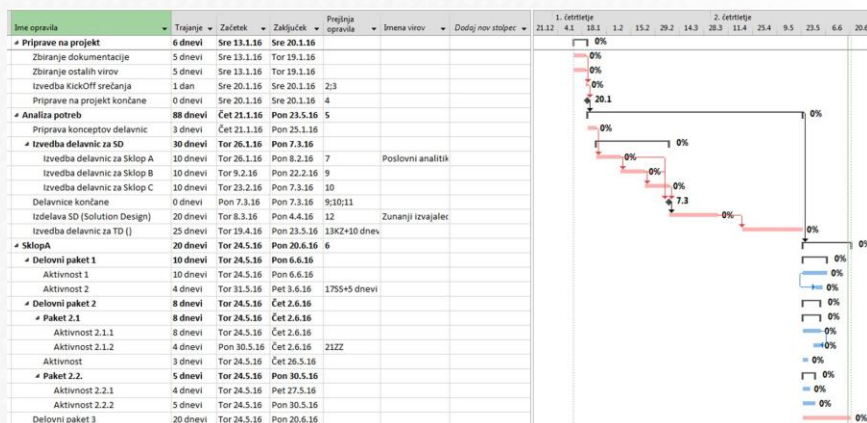 Ime opravila Trajanje Začetek Zaključek Prejšnja opravila Imena virov Dodaj nov stolpec
1. četrtletje 2. četrtletje
21.12 4.1 18.1 1.2 15.2 29.2 14.3 28.3 11.4 25.4 9.5 23.5 6.6 20.6
Priprave na projekt 6 dnevi Sre 13.1.16 Sre 20.1.16 0%
Zbiranje dokumentacije 5 dnevi Sre 13.1.16 Tor 19.1.16 0%
Zbiranje ostalih virov 5 dnevi Sre 13.1.16 Tor 19.1.16 0%
Izvedba KickOff srečanja 1 dan Sre 20.1.16 Sre 20.1.16 2;3 0%
Priprave na projekt končane 0 dnevi Sre 20.1.16 Sre 20.1.16 4 20.1
Analiza potreb 88 dnevi Čet 21.1.16 Pon 23.5.16 5 0%
Priprava konceptov delavnic 3 dnevi Čet 21.1.16 Pon 25.1.16 0%
Izvedba delavnic za SD 30 dnevi Tor 26.1.16 Pon 7.3.16 0%
Izvedba delavnic za Sklop A 10 dnevi Tor 26.1.16 Pon 8.2.16 7 Poslovni analitik 0%
Izvedba delavnic za Sklop B 10 dnevi Tor 9.2.16 Pon 22.2.16 9 0%
Izvedba delavnic za Sklop C 10 dnevi Tor 23.2.16 Pon 7.3.16 10 0%
Delavnice končane 0 dnevi Pon 7.3.16 Pon 7.3.16 9;10;11 7.3
Izdelava SD (Solution Design) 20 dnevi Tor 8.3.16 Pon 4.4.16 12 Zunanji izvajalec 0%
Izvedba delavnic za TD () 25 dnevi Tor 19.4.16 Pon 23.5.16 13KZ+10 dnev 0%
SklopA 20 dnevi Tor 24.5.16 Pon 20.6.16 6 0%
Delovni paket 1 10 dnevi Tor 24.5.16 Pon 6.6.16 0%
Aktivnost 1 10 dnevi Tor 24.5.16 Pon 6.6.16 0%
Aktivnost 2 4 dnevi Tor 31.5.16 Pet 3.6.16 17SS+5 dnevi 0%
Delovni paket 2 8 dnevi Tor 24.5.16 Čet 2.6.16 0%
Paket 2.1 8 dnevi Tor 24.5.16 Čet 2.6.16 0%
Aktivnost 2.1.1 8 dnevi Tor 24.5.16 Čet 2.6.16 0%
Aktivnost 2.1.2 4 dnevi Pon 30.5.16 Čet 2.6.16 21ZZ 0%
Aktivnost 3 dnevi Tor 24.5.16 Čet 26.5.16 0%
Paket 2.2. 5 dnevi Tor 24.5.16 Pon 30.5.16 0%
Aktivnost 2.2.1 4 dnevi Tor 24.5.16 Pet 27.5.16 0%
Aktivnost 2.2.2 5 dnevi Tor 24.5.16 Pon 30.5.16 0%
Delovni paket 3 20 dnevi Tor 24.5.16 Pon 20.6.16 0%